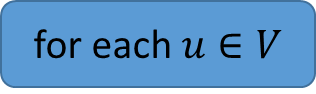 for each 𝑢 ∈ 𝑉